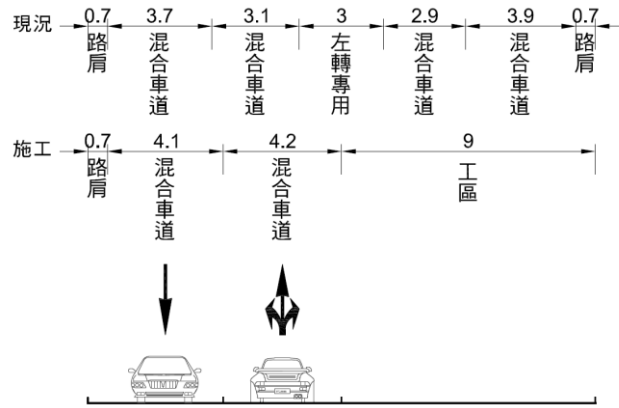 現況 0.7 3.7 3.1 3 2.9 3.9 0.7
路肩 混合車道 混合車道 左轉專用 混合車道 混合車道 路肩
施工 0.7 4.1 4.2 9
路肩 混合車道 混合車道 工區